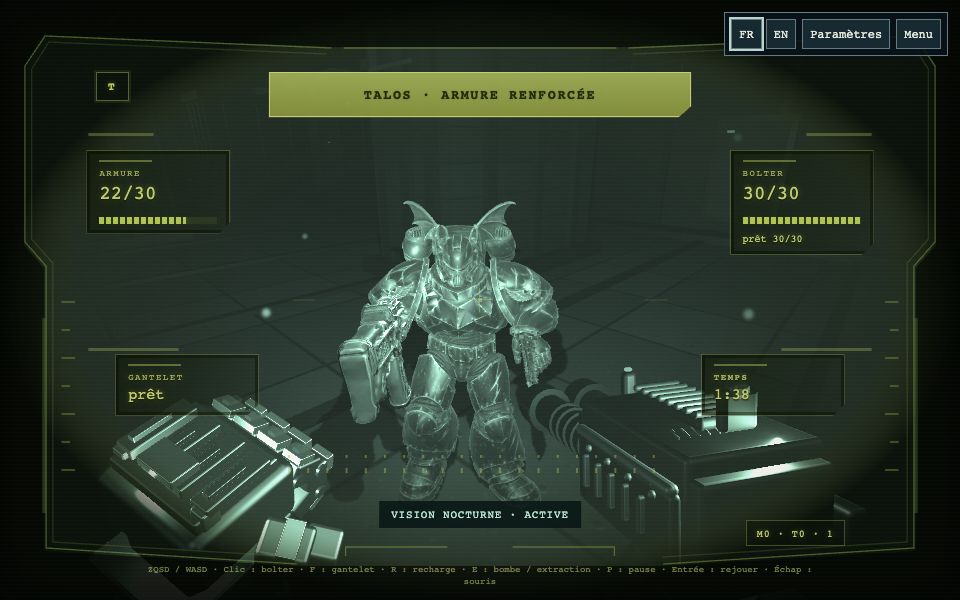 FR EN Paramètres Menu
T
TALOS · ARMURE RENFORCÉE
ARMURE
22/30
BOLTER
30/30
prêt 30/30
GANTELET
prêt
TEMPS
1:38
VISION NOCTURNE · ACTIVE
M0 · T0 · 1
ZQSD / WASD · Clic : bolter · F : gantelet · R : recharge · E : bombe / extraction · P : pause · Entrée : rejouer · Échap :
souris